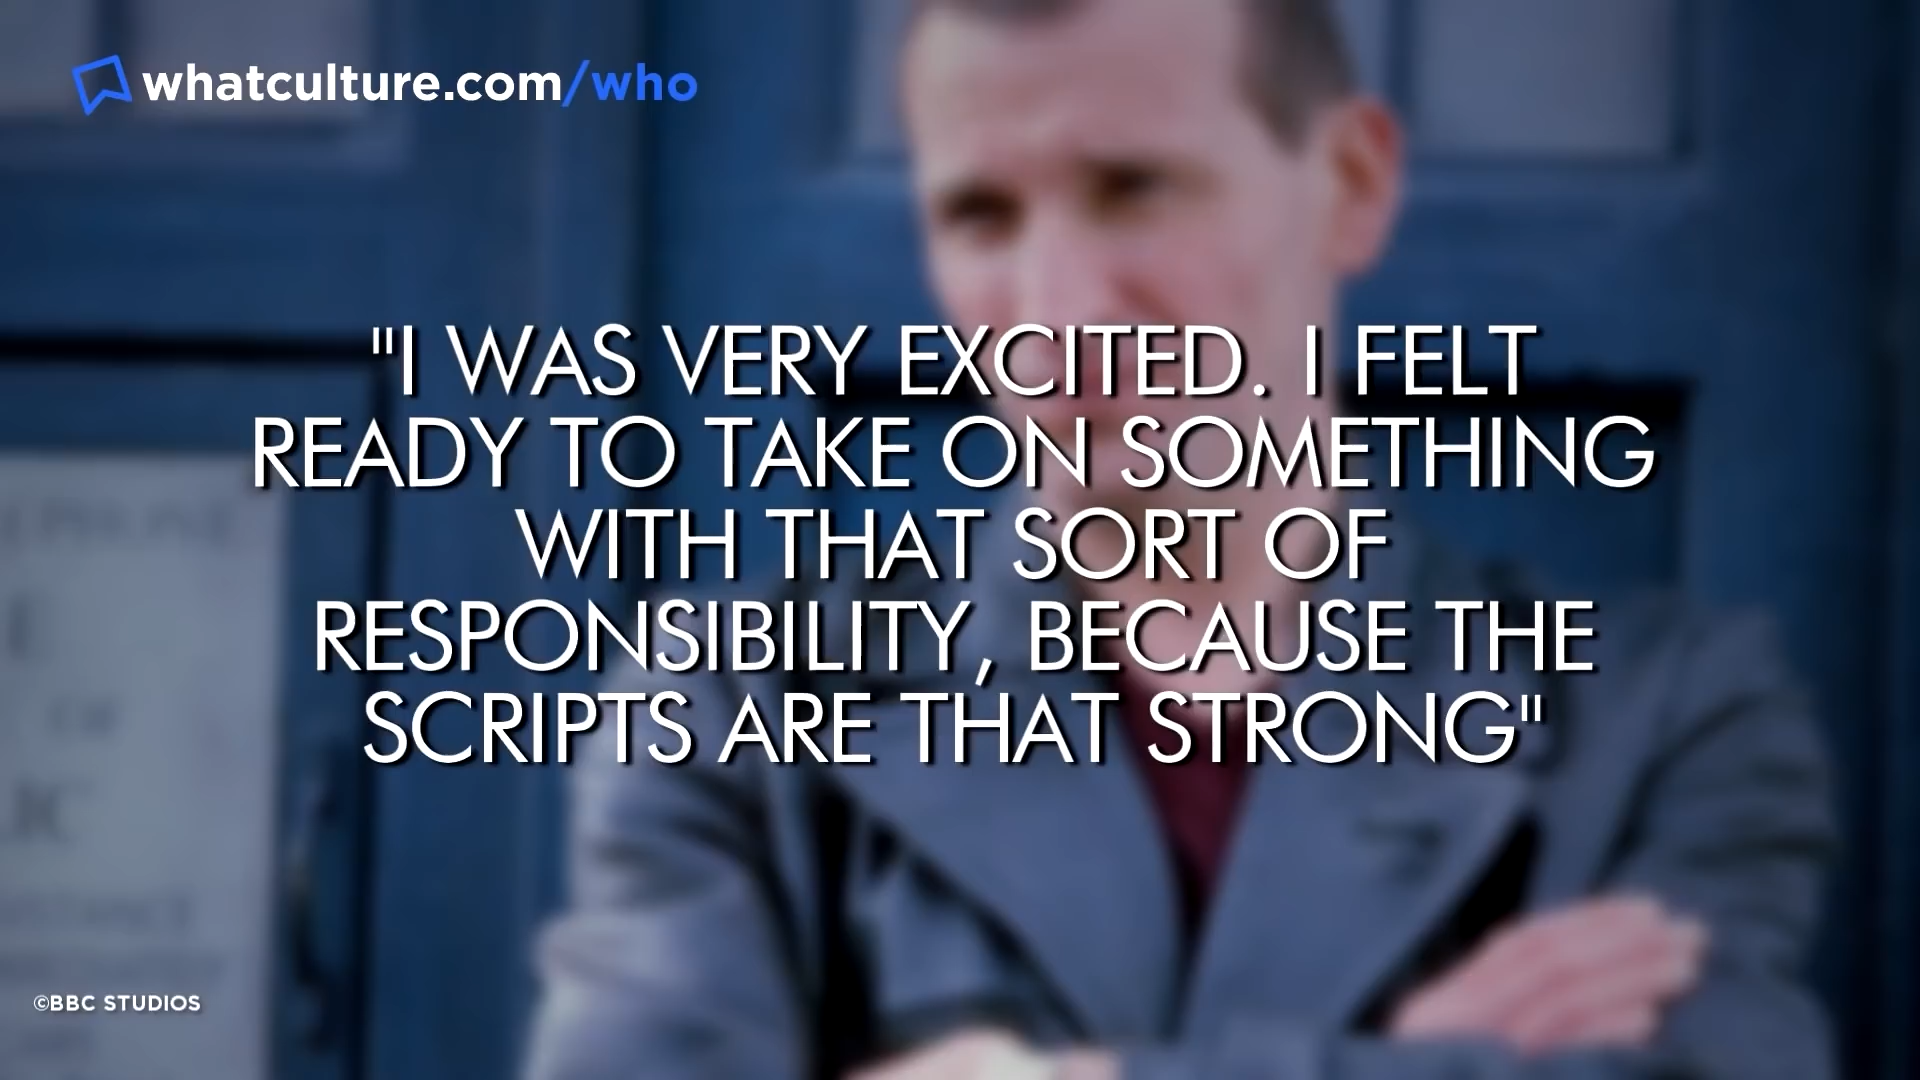 whatculture.com/who
"I WAS VERY EXCITED. I FELT
READY TO TAKE ON SOMETHING
WITH THAT SORT OF
RESPONSIBILITY, BECAUSE THE
SCRIPTS ARE THAT STRONG"
©BBC STUDIOS